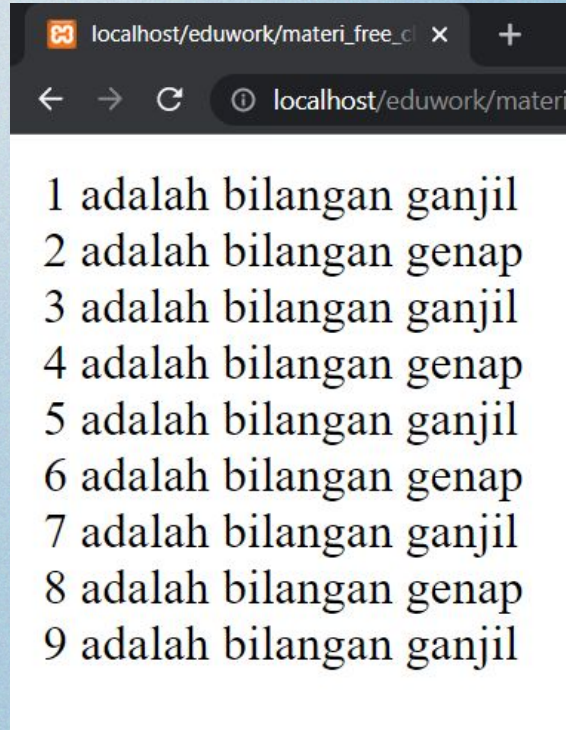 localhost/eduwork/materi_free_c
localhost/eduwork/materi
1 adalah bilangan ganjil
2 adalah bilangan genap
3 adalah bilangan ganjil
4 adalah bilangan genap
5 adalah bilangan ganjil
6 adalah bilangan genap
7 adalah bilangan ganjil
8 adalah bilangan genap
9 adalah bilangan ganjil